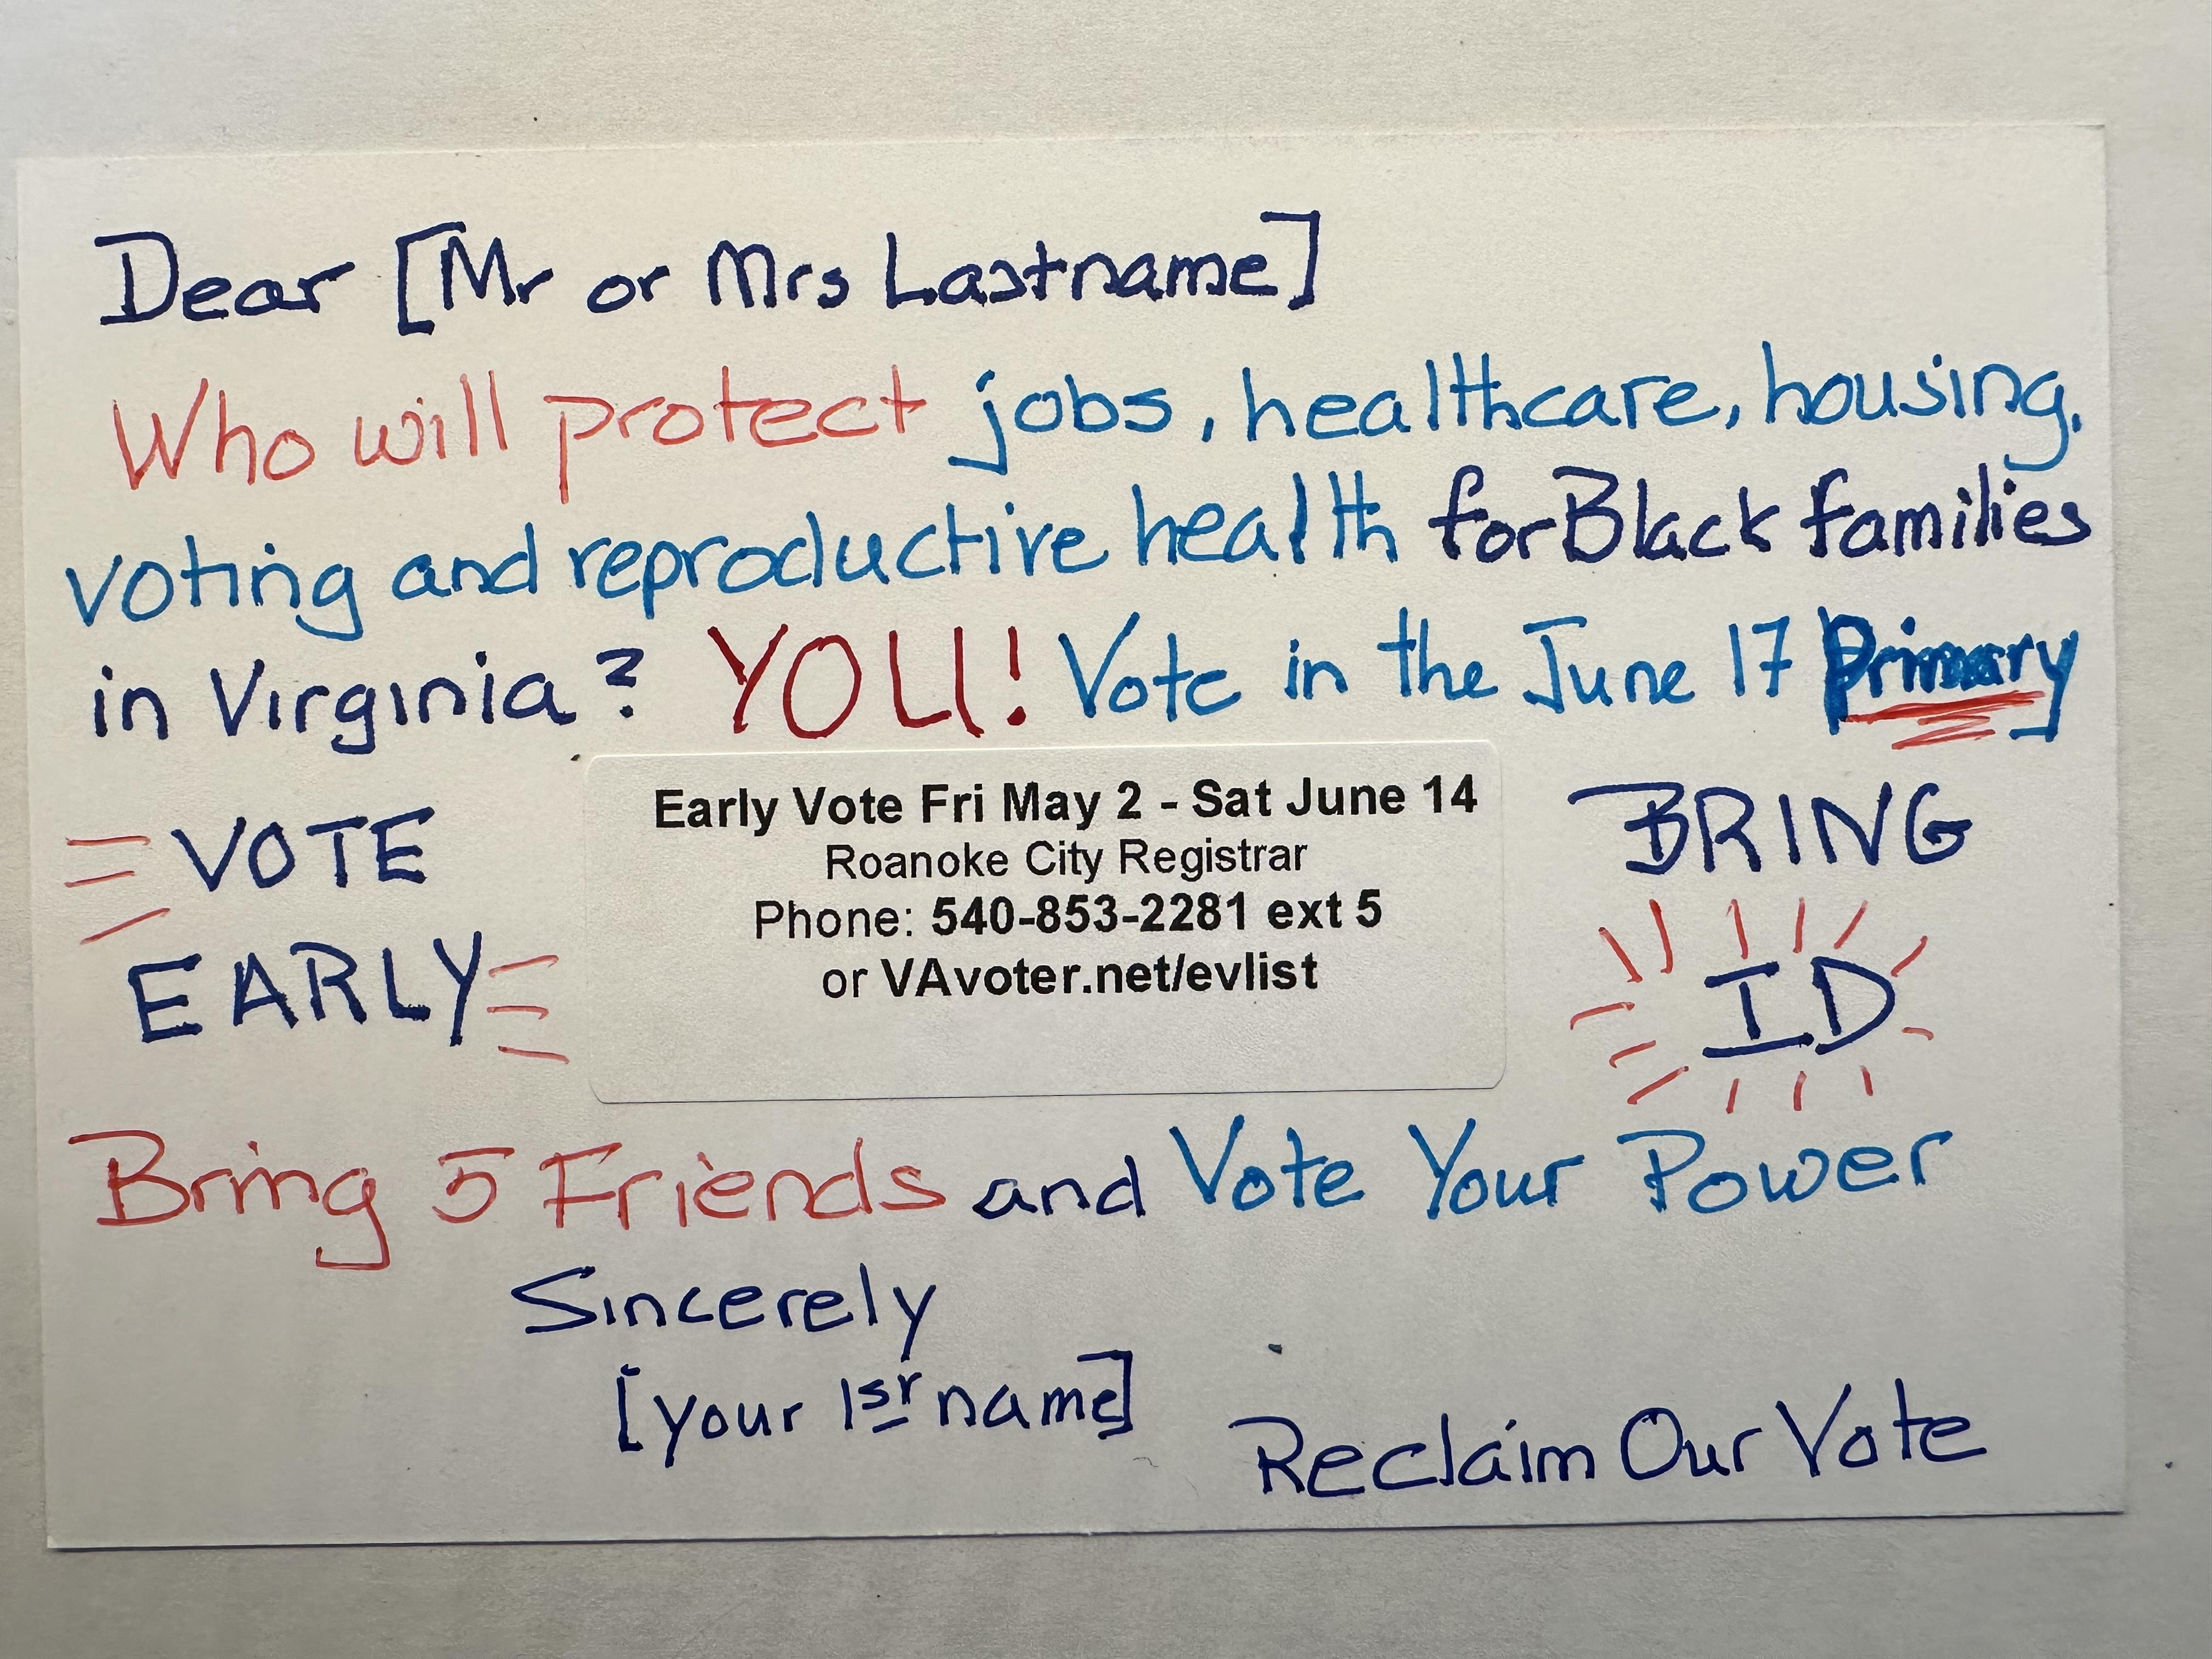 Dear [Mr or Mrs Lastname]
Who will protect jobs, healthcare, housing,
voting and reproductive health for Black families
in Virginia? YOU! Vote in the June 17 Primary
VOTE
EARLY
Early Vote Fri May 2 - Sat June 14
Roanoke City Registrar
Phone: 540-853-2281 ext 5
or VAvoter.net/evlist
BRING
ID
Bring 5 Friends and Vote Your Power
Sincerely
[your 1st name]
Reclaim Our Vote